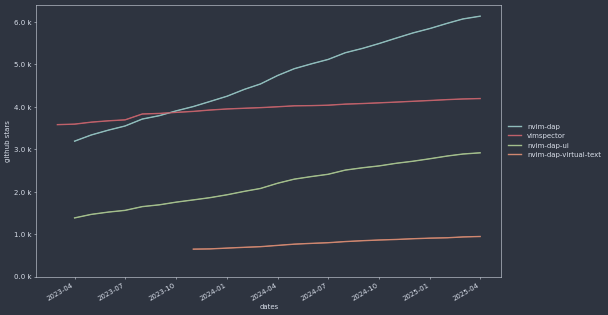 6.0 k
5.0 k
4.0 k
3.0 k
2.0 k
1.0 k
0.0 k
github stars
2023-04
2023-07
2023-10
2024-01
2024-04
2024-07
2024-10
2025-01
2025-04
dates
nvim-dap
vimspector
nvim-dap-ui
nvim-dap-virtual-text